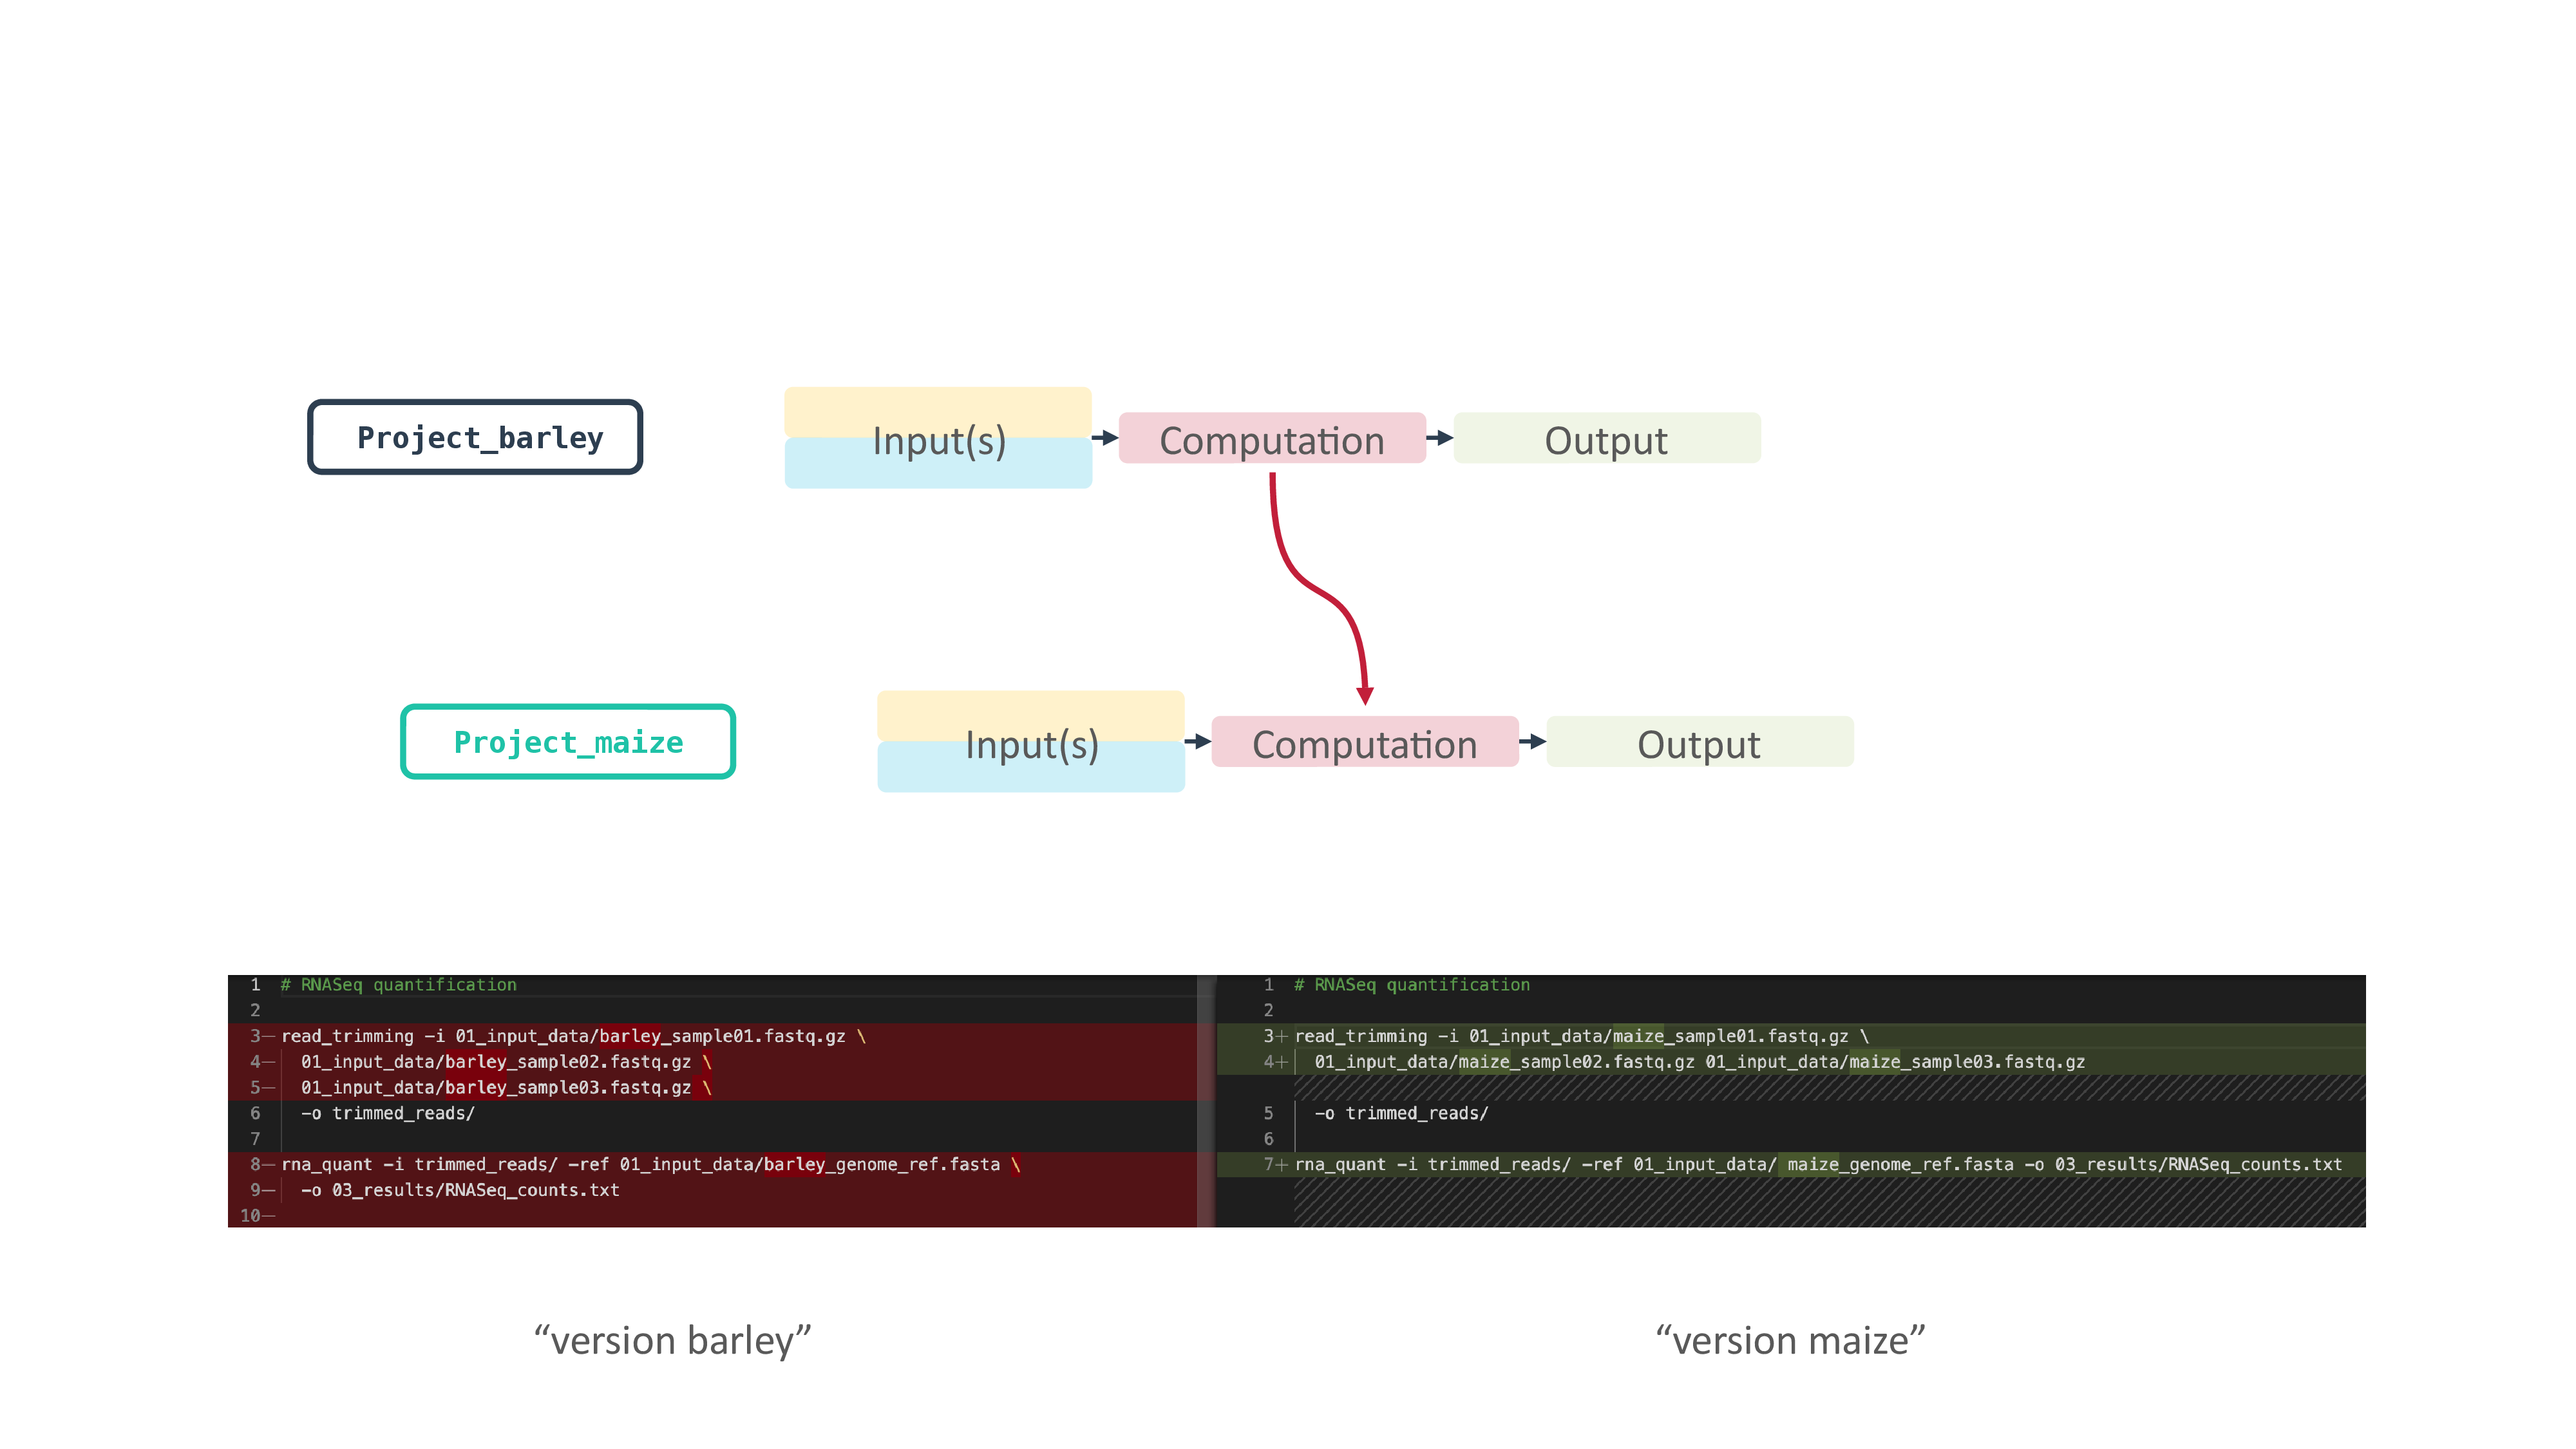 Project_barley
Input(s)
Computation
Output
Project_maize
Input(s)
Computation
Output
1 # RNASeq quantification
2
3— read_trimming -i 01_input_data/barley_sample01.fastq.gz \
4— 01_input_data/barley_sample02.fastq.gz \
5— 01_input_data/barley_sample03.fastq.gz \
6 -o trimmed_reads/
7
8— rna_quant -i trimmed_reads/ -ref 01_input_data/barley_genome_ref.fasta \
9— -o 03_results/RNASeq_counts.txt
10—
1 # RNASeq quantification
2
3+ read_trimming -i 01_input_data/maize_sample01.fastq.gz \
4+ 01_input_data/maize_sample02.fastq.gz 01_input_data/maize_sample03.fastq.gz
5 -o trimmed_reads/
6
7+ rna_quant -i trimmed_reads/ -ref 01_input_data/ maize_genome_ref.fasta -o 03_results/RNASeq_counts.txt
“version barley”
“version maize”